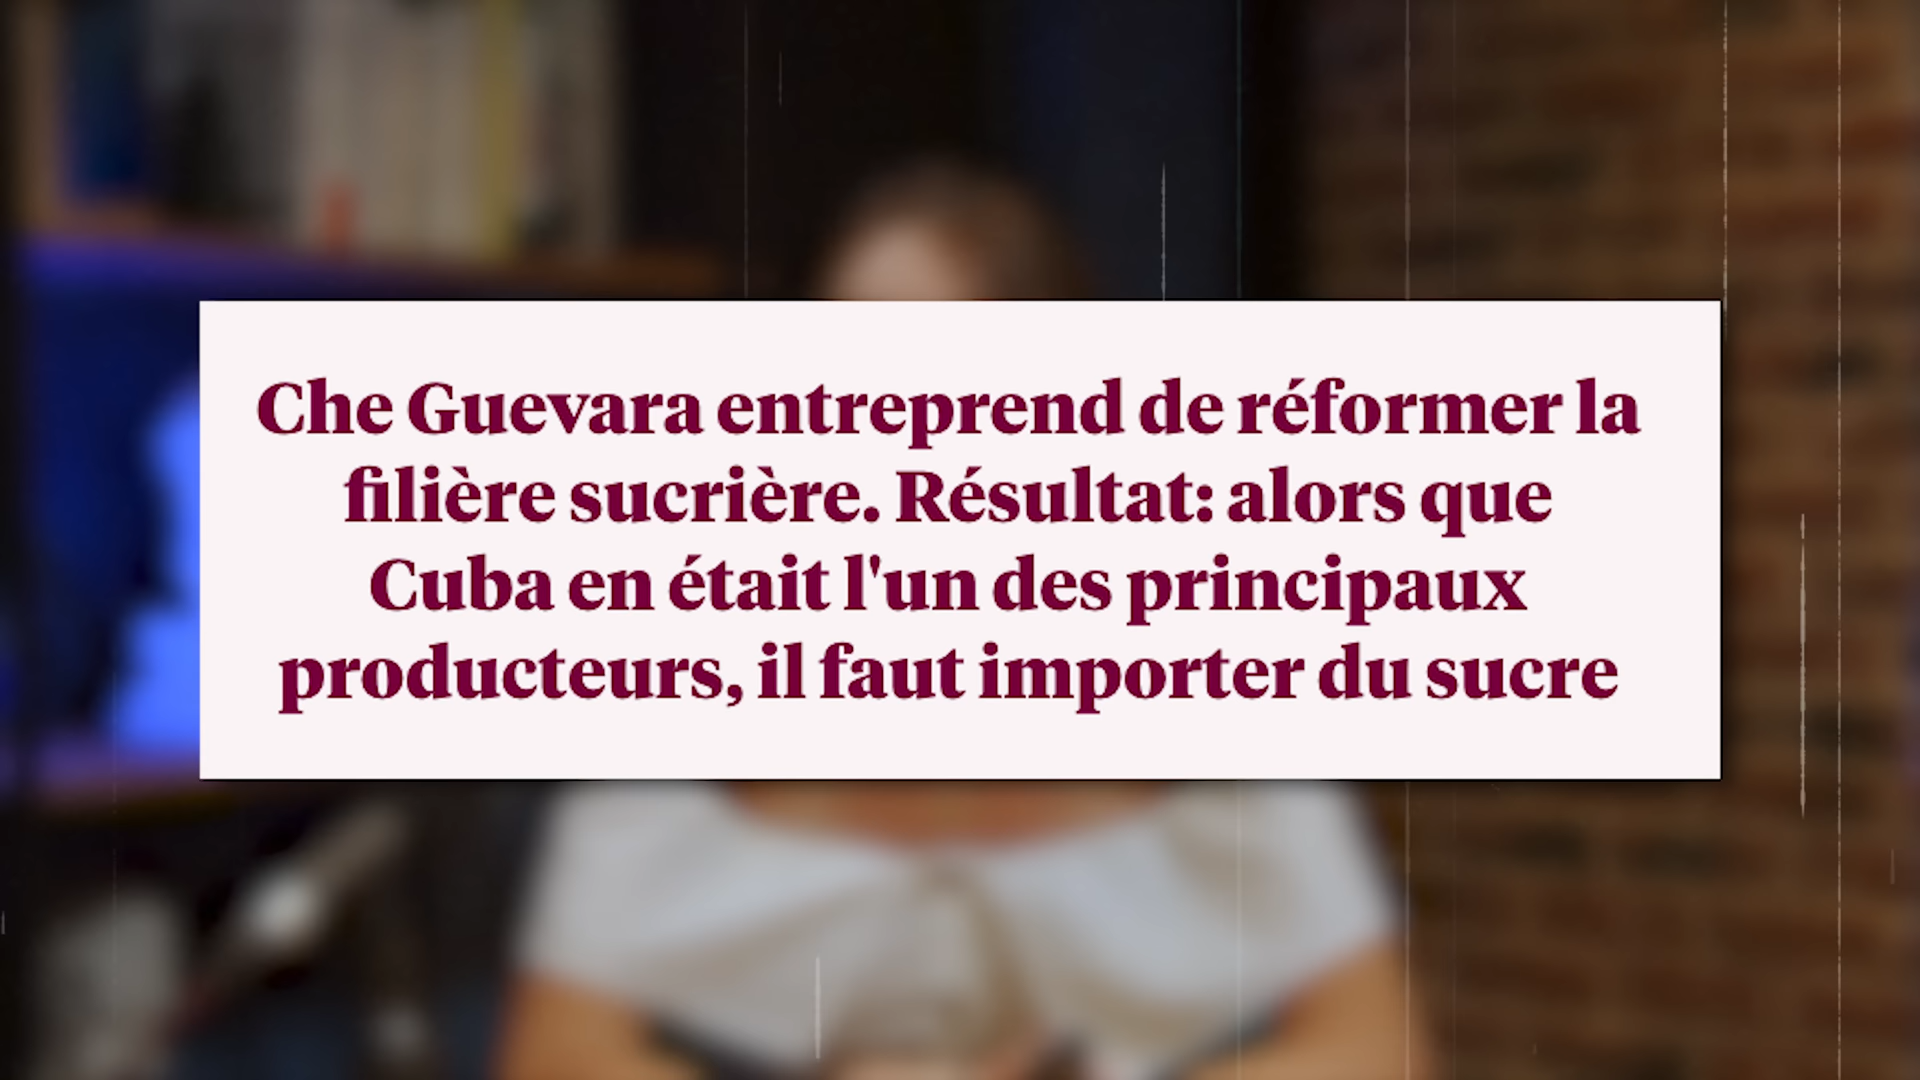 Che Guevara entreprend de réformer la
filière sucrière. Résultat: alors que
Cuba en était l'un des principaux
producteurs, il faut importer du sucre